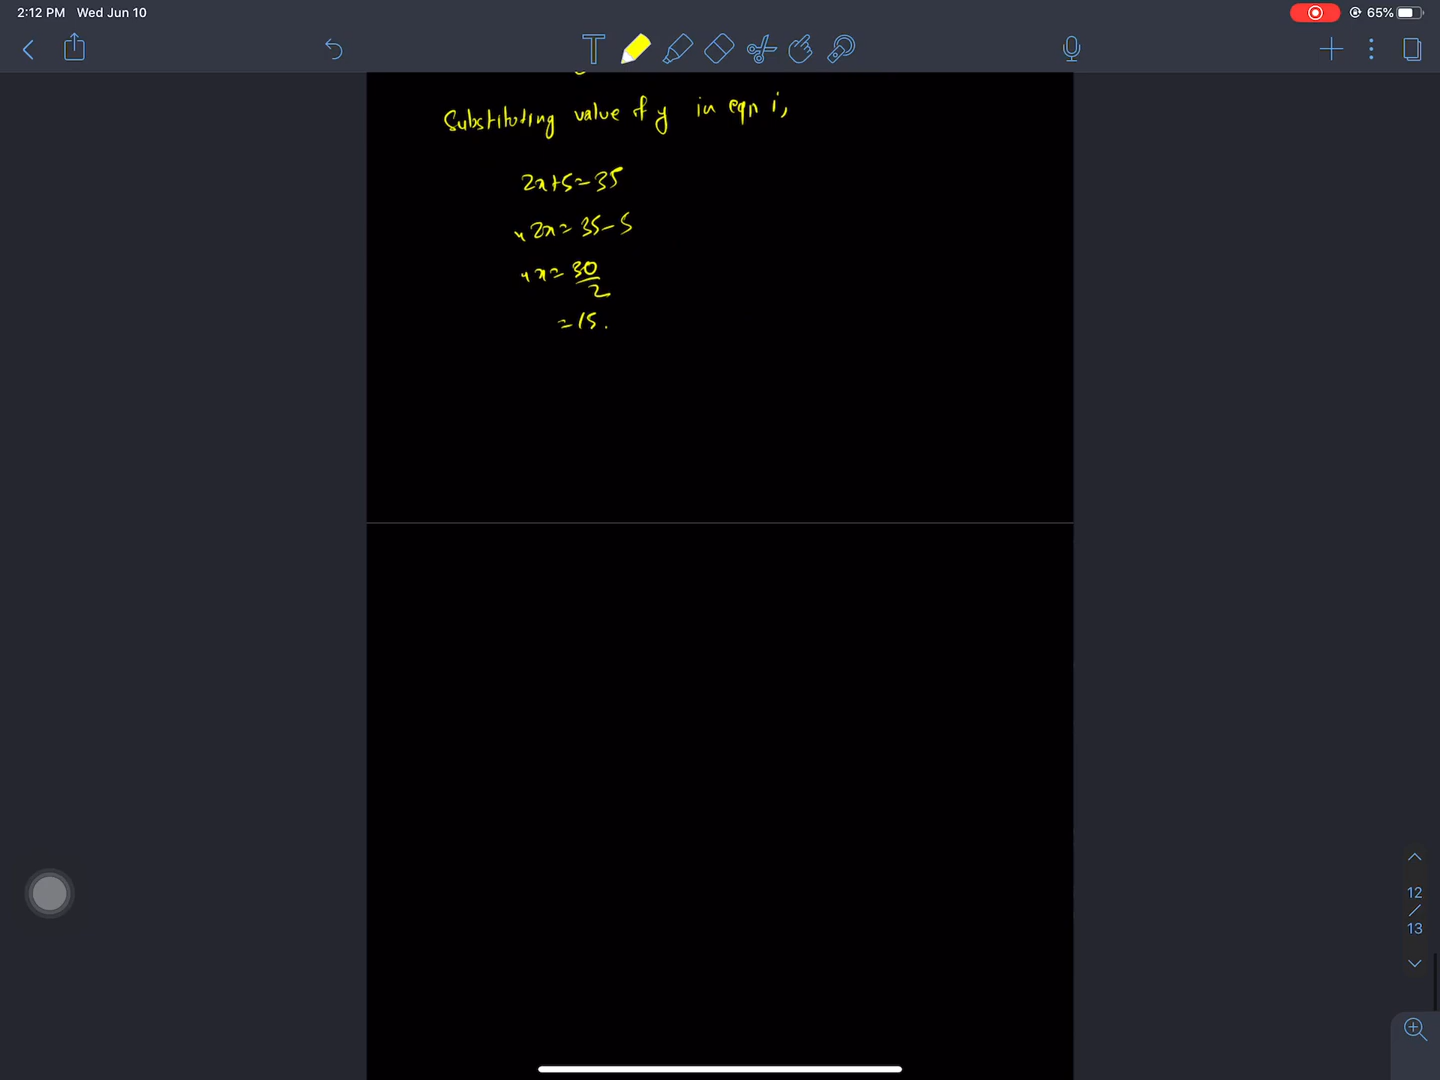 2:12 PM Wed Jun 10
65%
T
Substituting value of y in eqn i,
2x+5=35
2x=35-5
x=30/2
=15.
12
/
13